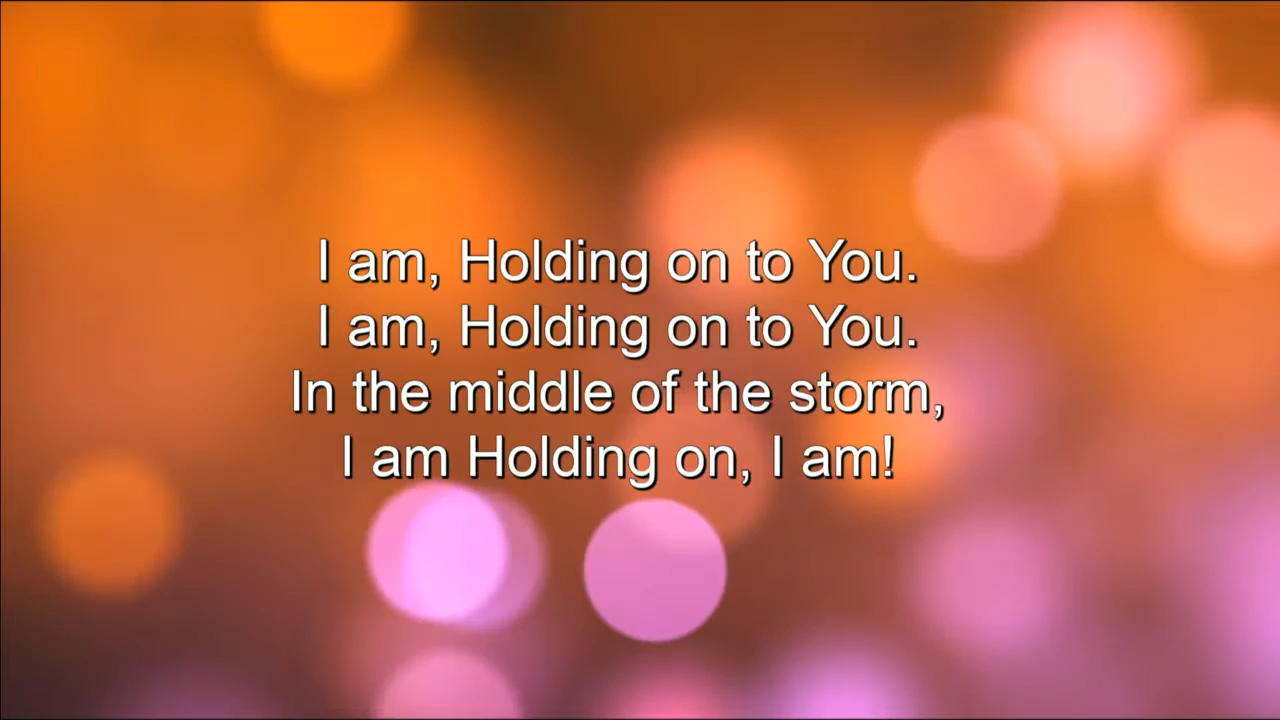 I am, Holding on to You.
I am, Holding on to You.
In the middle of the storm,
I am Holding on, I am!